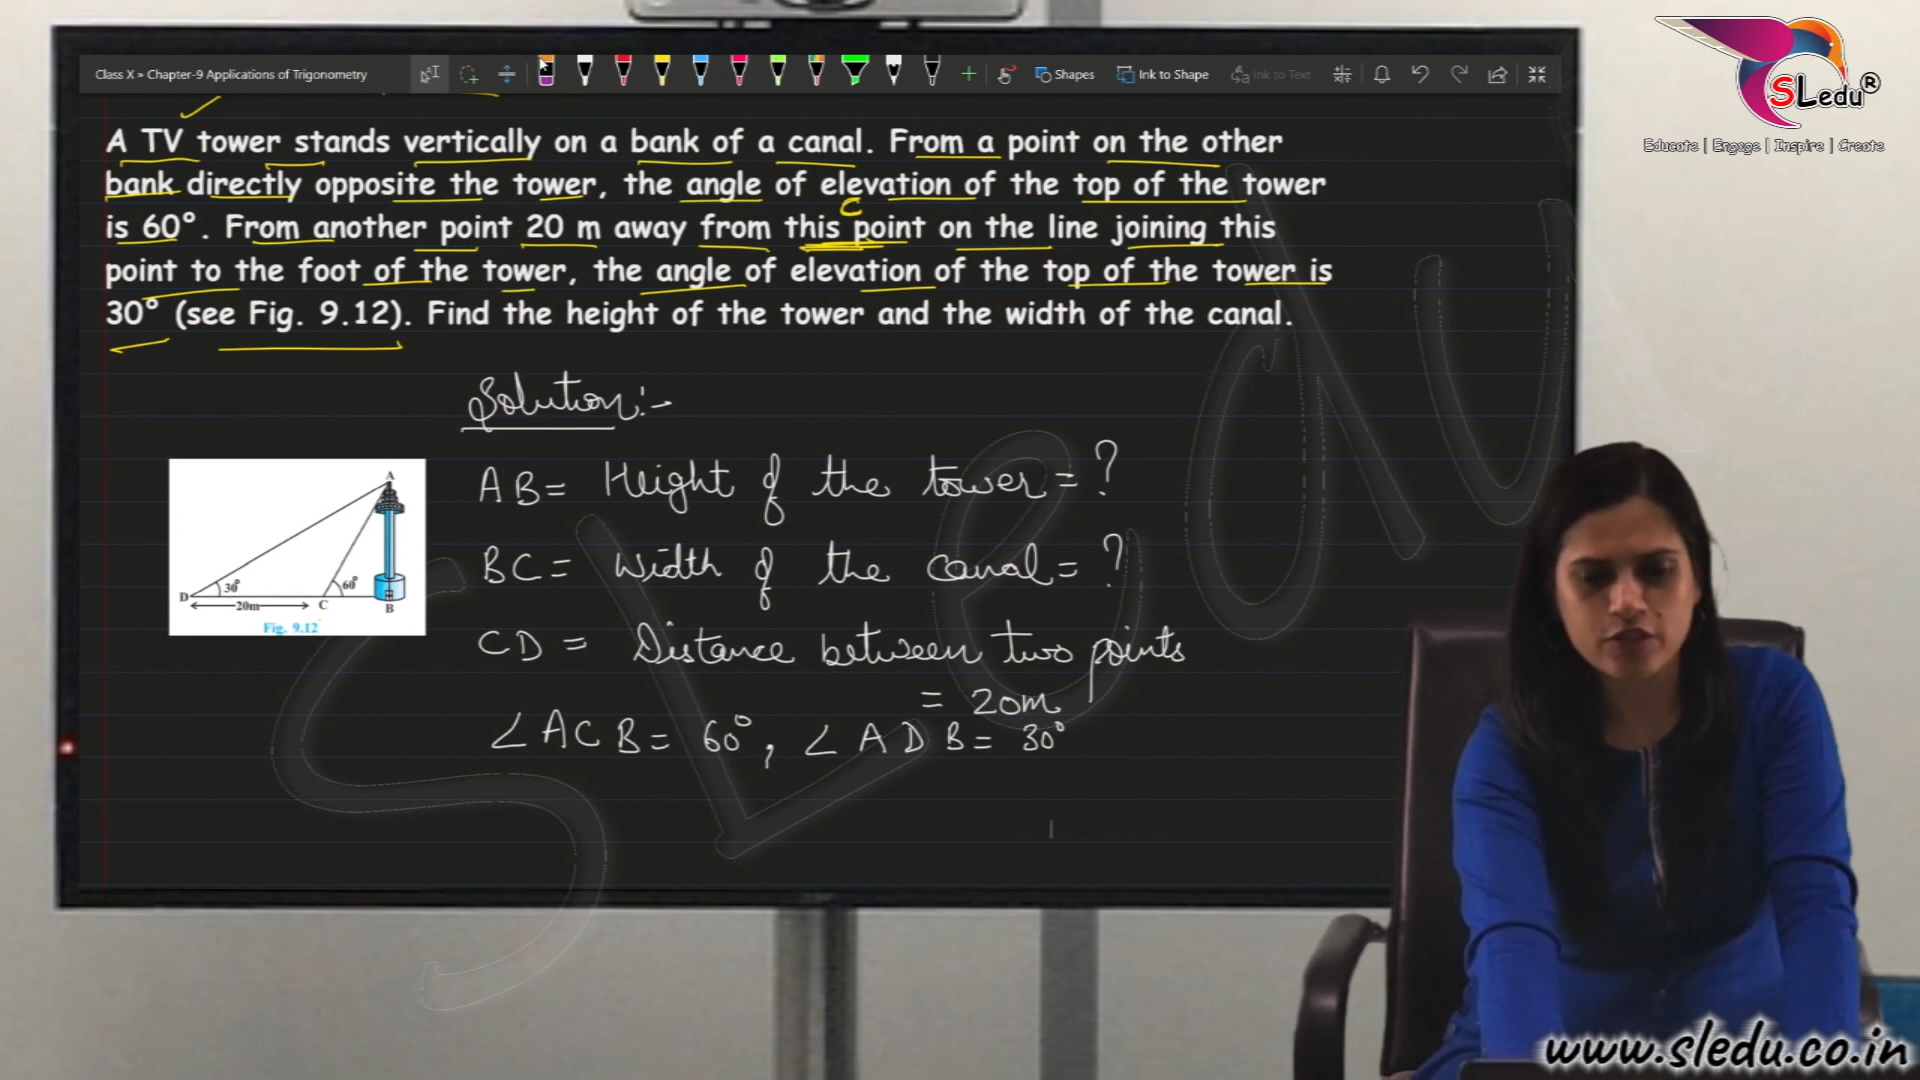 Class X » Chapter-9 Applications of Trigonometry
Shapes
Ink to Shape
Ink to Text
SLedu®
Educate | Engage | Inspire | Create
A TV tower stands vertically on a bank of a canal. From a point on the other
bank directly opposite the tower, the angle of elevation of the top of the tower
C
is 60°. From another point 20 m away from this point on the line joining this
point to the foot of the tower, the angle of elevation of the top of the tower is
30° (see Fig. 9.12). Find the height of the tower and the width of the canal.
Solution:-
AB = Height of the tower = ?
BC = Width of the canal = ?
CD = Distance between two points
= 20m
∠ACB = 60°, ∠ADB = 30°
A
30°
60°
D
20m
C
B
Fig. 9.12
SLedu
www.sledu.co.in